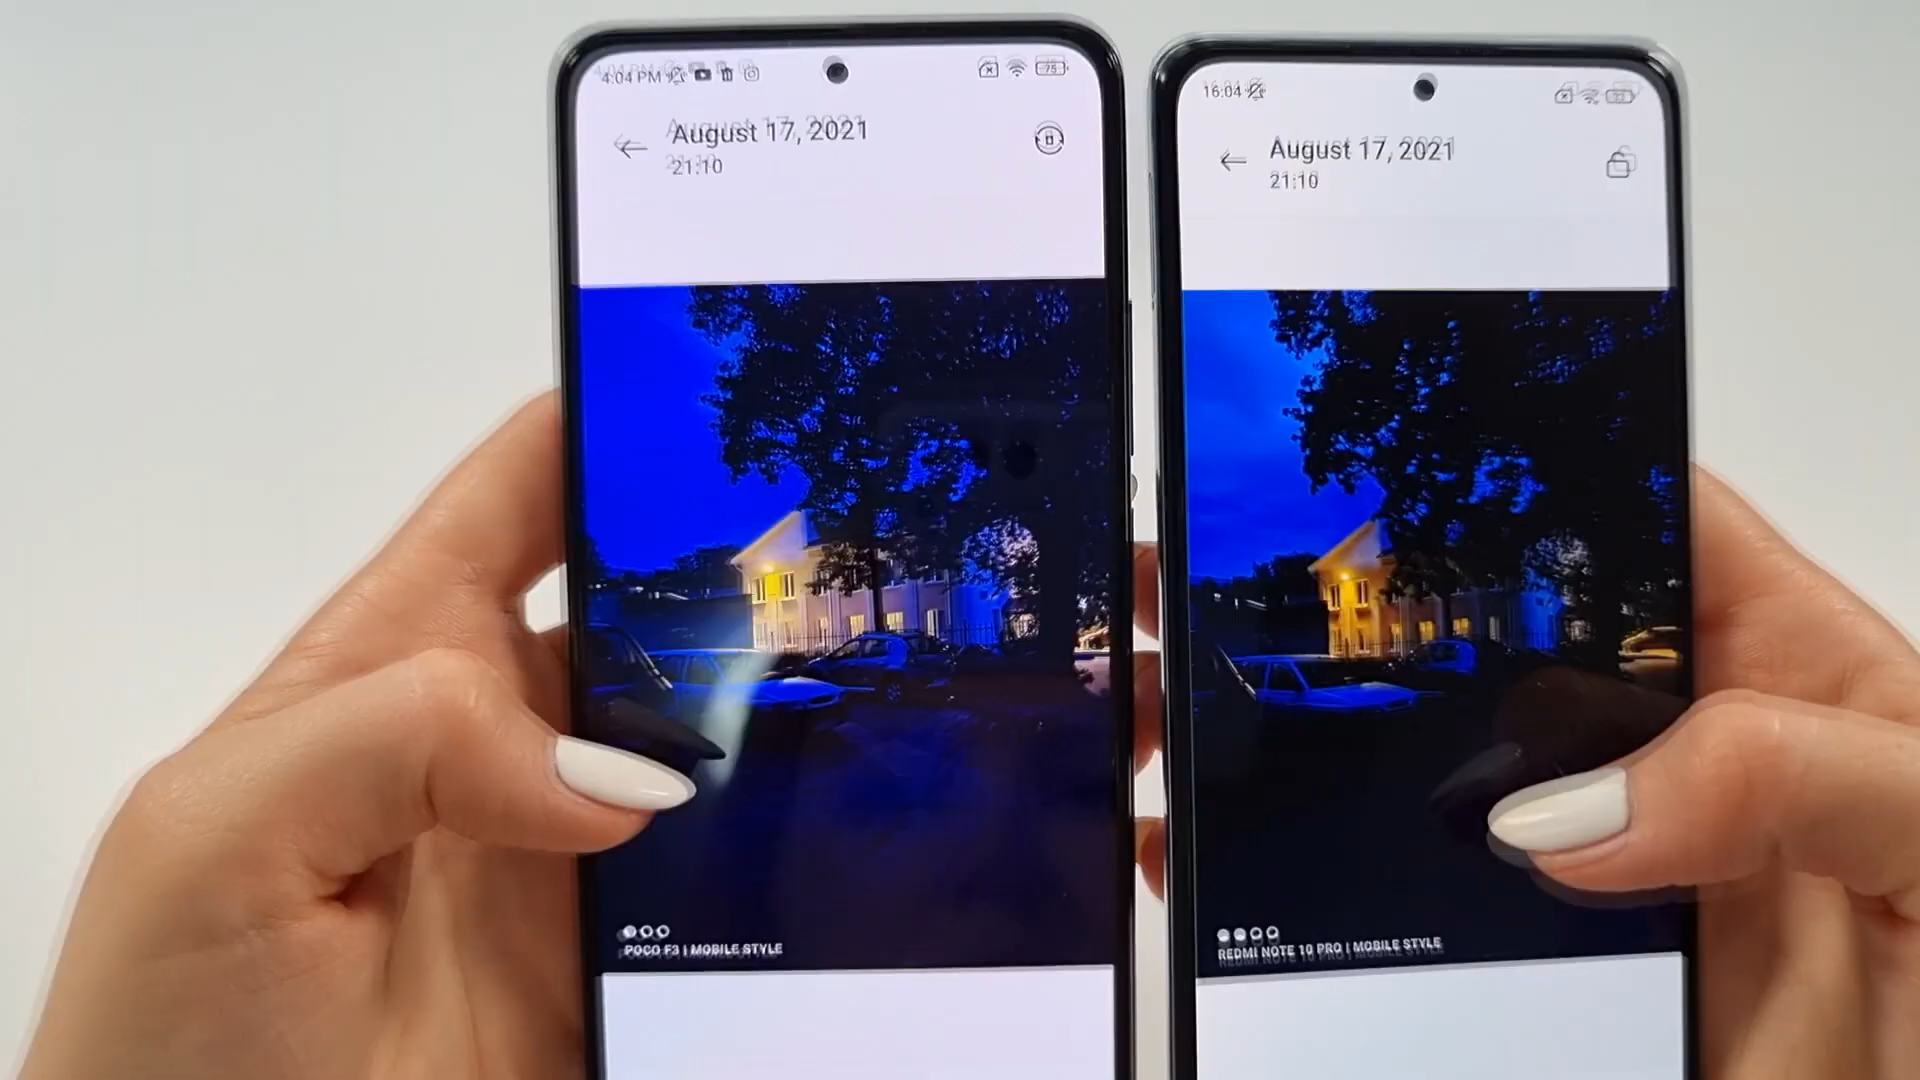 4:04 PM
75
August 17, 2021
21:10
POCO F3 | MOBILE STYLE
16:04
August 17, 2021
21:10
REDMI NOTE 10 PRO | MOBILE STYLE